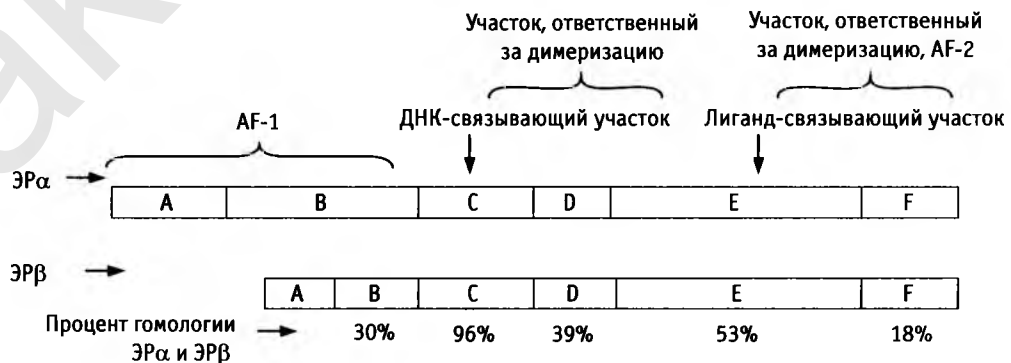 Участок, ответственный
за димеризацию
Участок, ответственный
за димеризацию, AF-2
AF-1
ДНК-связывающий участок
Лиганд-связывающий участок
ЭРα
A B C D E F
ЭРβ
A B C D E F
Процент гомологии
ЭРα и ЭРβ
30% 96% 39% 53% 18%